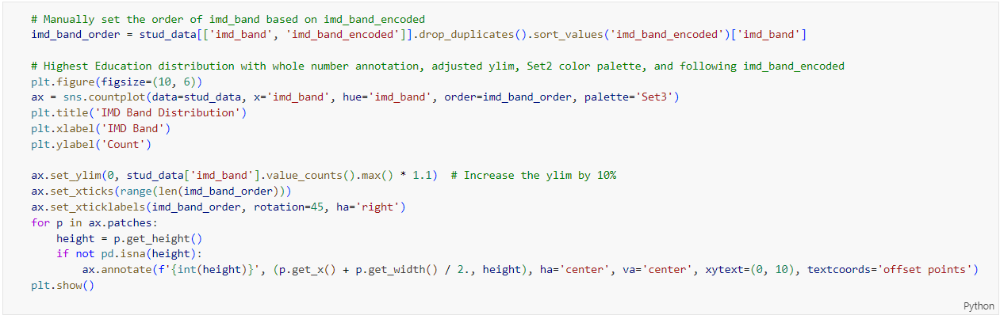 # Manually set the order of imd_band based on imd_band_encoded
imd_band_order = stud_data[['imd_band', 'imd_band_encoded']].drop_duplicates().sort_values('imd_band_encoded')['imd_band']

# Highest Education distribution with whole number annotation, adjusted ylim, Set2 color palette, and following imd_band_encoded
plt.figure(figsize=(10, 6))
ax = sns.countplot(data=stud_data, x='imd_band', hue='imd_band', order=imd_band_order, palette='Set3')
plt.title('IMD Band Distribution')
plt.xlabel('IMD Band')
plt.ylabel('Count')

ax.set_ylim(0, stud_data['imd_band'].value_counts().max() * 1.1)  # Increase the ylim by 10%
ax.set_xticks(range(len(imd_band_order)))
ax.set_xticklabels(imd_band_order, rotation=45, ha='right')
for p in ax.patches:
    height = p.get_height()
    if not pd.isna(height):
        ax.annotate(f'{int(height)}', (p.get_x() + p.get_width() / 2., height), ha='center', va='center', xytext=(0, 10), textcoords='offset points')
plt.show()
Python